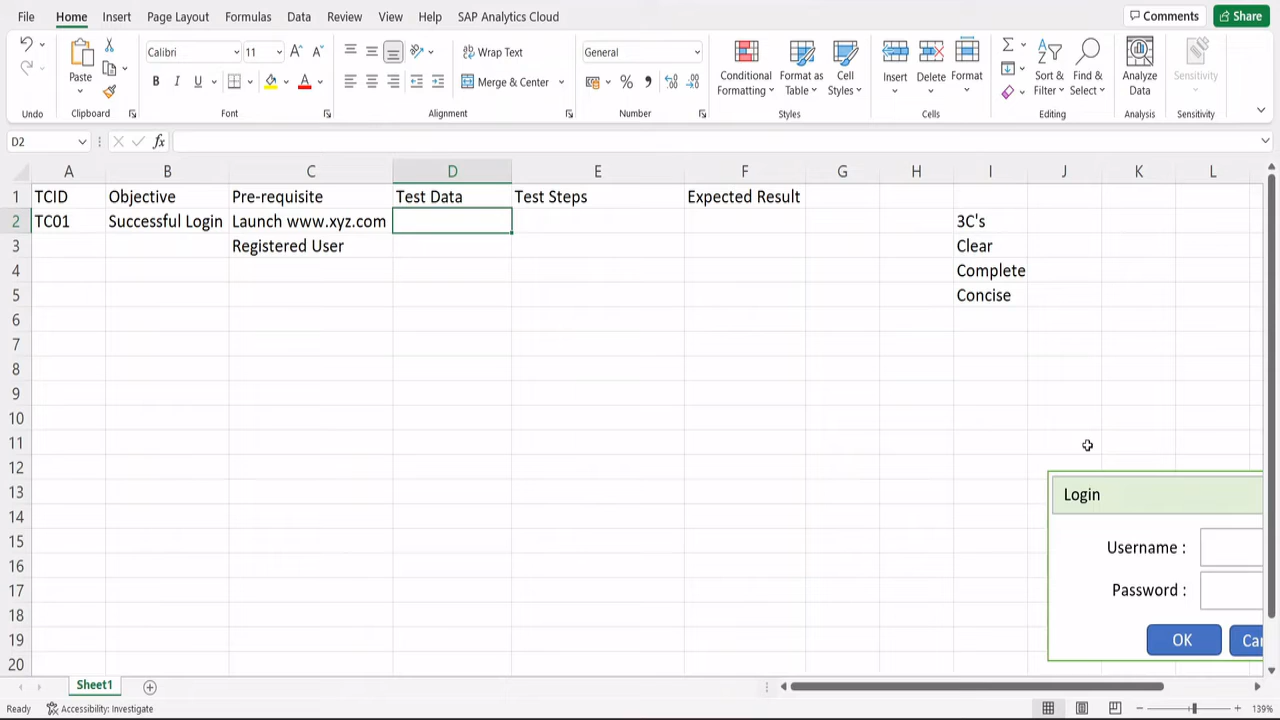 File Home Insert Page Layout Formulas Data Review View Help SAP Analytics Cloud Comments Share
Calibri 11 Wrap Text General
Paste Merge & Center Conditional Formatting Format as Table Cell Styles Insert Delete Format Sort & Filter Find & Select Analyze Data Sensitivity
Undo Clipboard Font Alignment Number Styles Cells Editing Analysis Sensitivity
D2 fx
A B C D E F G H I J K L
1 TCID Objective Pre-requisite Test Data Test Steps Expected Result
2 TC01 Successful Login Launch www.xyz.com 3C's
3 Registered User Clear
4 Complete
5 Concise
6
7
8
9
10
11
12
13 Login
14
15 Username :
16
17 Password :
18
19 OK Can
20
Sheet1
Ready Accessibility: Investigate 139%